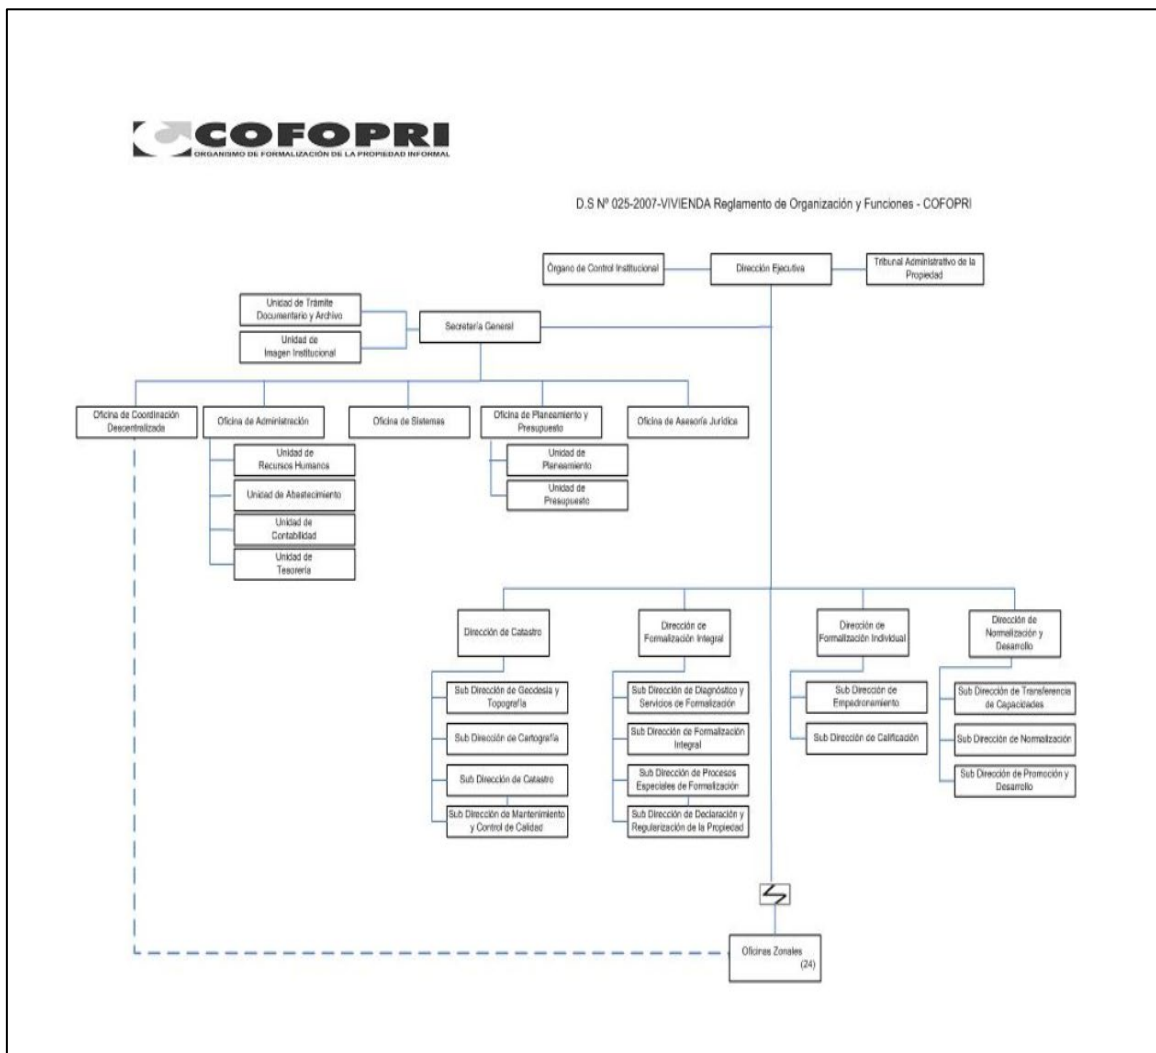 COFOPRI
ORGANISMO DE FORMALIZACIÓN DE LA PROPIEDAD INFORMAL
D.S Nº 025-2007-VIVIENDA Reglamento de Organización y Funciones - COFOPRI
Órgano de Control Institucional
Dirección Ejecutiva
Tribunal Administrativo de la
Propiedad
Unidad de Trámite
Documentario y Archivo
Secretaría General
Unidad de
Imagen Institucional
Oficina de Coordinación
Descentralizada
Oficina de Administración
Oficina de Sistemas
Oficina de Planeamiento y
Presupuesto
Oficina de Asesoría Jurídica
Unidad de
Recursos Humanos
Unidad de Abastecimiento
Unidad de
Contabilidad
Unidad de
Tesorería
Unidad de
Planeamiento
Unidad de
Presupuesto
Dirección de Catastro
Dirección de
Formalización Integral
Dirección de
Formalización Individual
Dirección de
Normalización y
Desarrollo
Sub Dirección de Geodesia y
Topografía
Sub Dirección de Cartografía
Sub Dirección de Catastro
Sub Dirección de Mantenimiento
y Control de Calidad
Sub Dirección de Diagnóstico y
Servicios de Formalización
Sub Dirección de Formalización
Integral
Sub Dirección de Procesos
Especiales de Formalización
Sub Dirección de Declaración y
Regularización de la Propiedad
Sub Dirección de
Empadronamiento
Sub Dirección de Calificación
Sub Dirección de Transferencia
de Capacidades
Sub Dirección de Normalización
Sub Dirección de Promoción y
Desarrollo
Oficinas Zonales
(24)